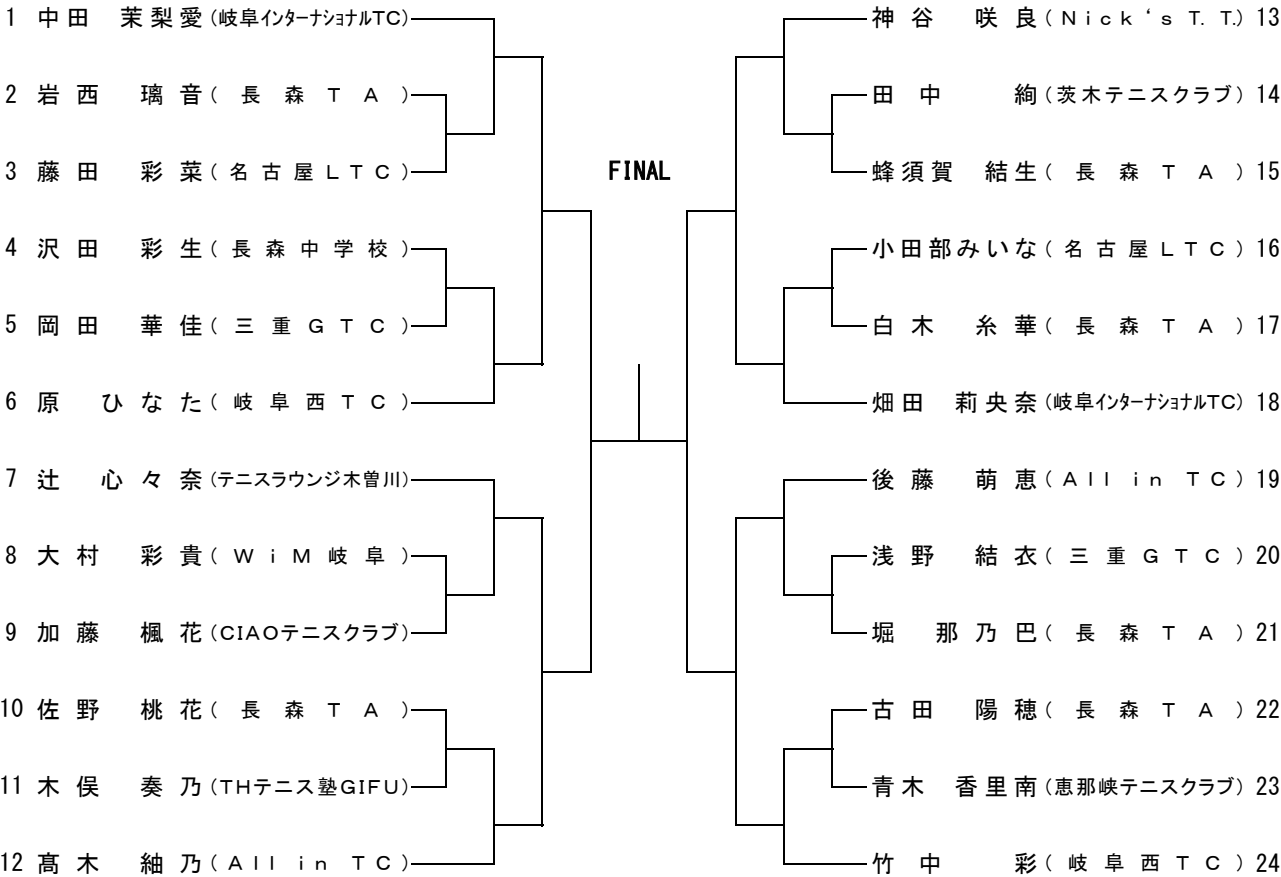 1 中田 茉梨愛 (岐阜インターナショナルTC)
2 岩西 璃音 (長森TA)
3 藤田 彩菜 (名古屋LTC)
4 沢田 彩生 (長森中学校)
5 岡田 華佳 (三重GTC)
6 原 ひなた (岐阜西TC)
7 辻 心々奈 (テニスラウンジ木曽川)
8 大村 彩貴 (WiM岐阜)
9 加藤 楓花 (CIAOテニスクラブ)
10 佐野 桃花 (長森TA)
11 木俣 奏乃 (THテニス塾GIFU)
12 髙木 紬乃 (All in TC)
FINAL
神谷 咲良 (Nick‘s T.T.) 13
田中 絢 (茨木テニスクラブ) 14
蜂須賀 結生 (長森TA) 15
小田部みいな (名古屋LTC) 16
白木 糸華 (長森TA) 17
畑田 莉央奈 (岐阜インターナショナルTC) 18
後藤 萌恵 (All in TC) 19
浅野 結衣 (三重GTC) 20
堀 那乃巴 (長森TA) 21
古田 陽穂 (長森TA) 22
青木 香里南 (恵那峡テニスクラブ) 23
竹中 彩 (岐阜西TC) 24